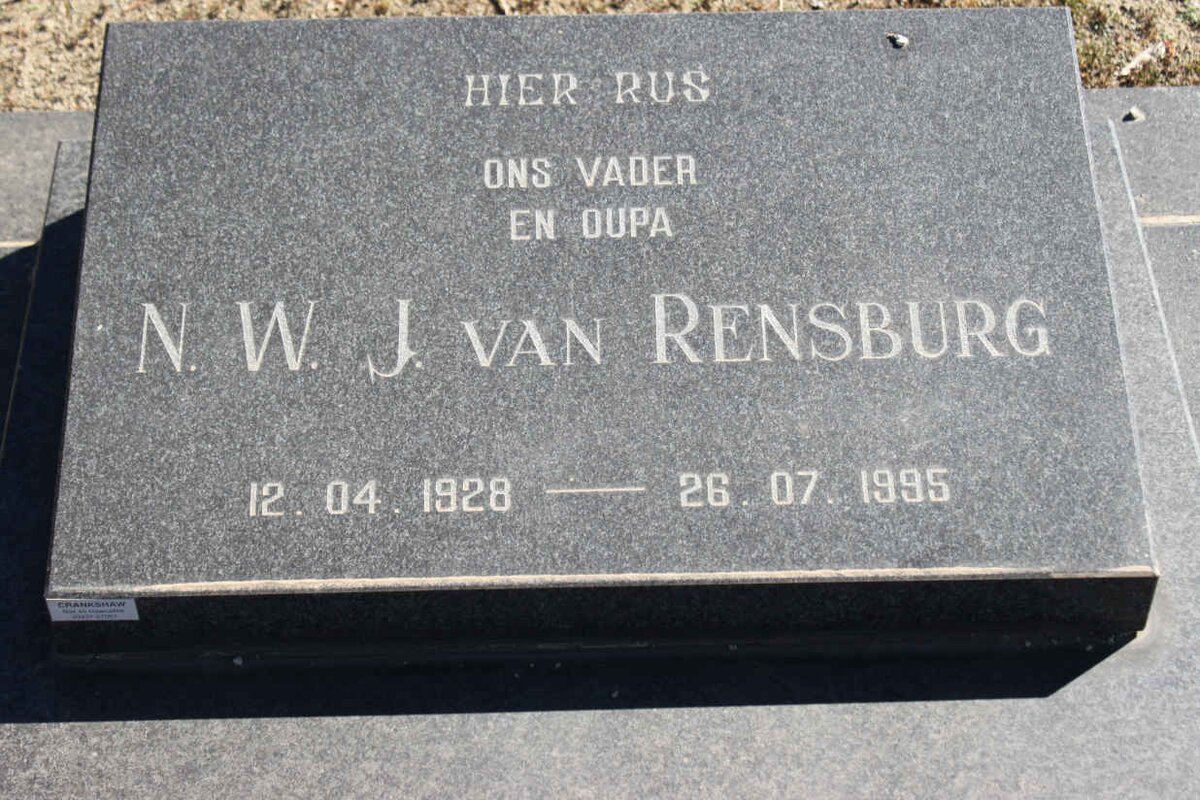 HIER RUS
ONS VADER
EN OUPA
N. W. J. VAN RENSBURG
12. 04. 1928 — 26. 07. 1995
CRANKSHAW